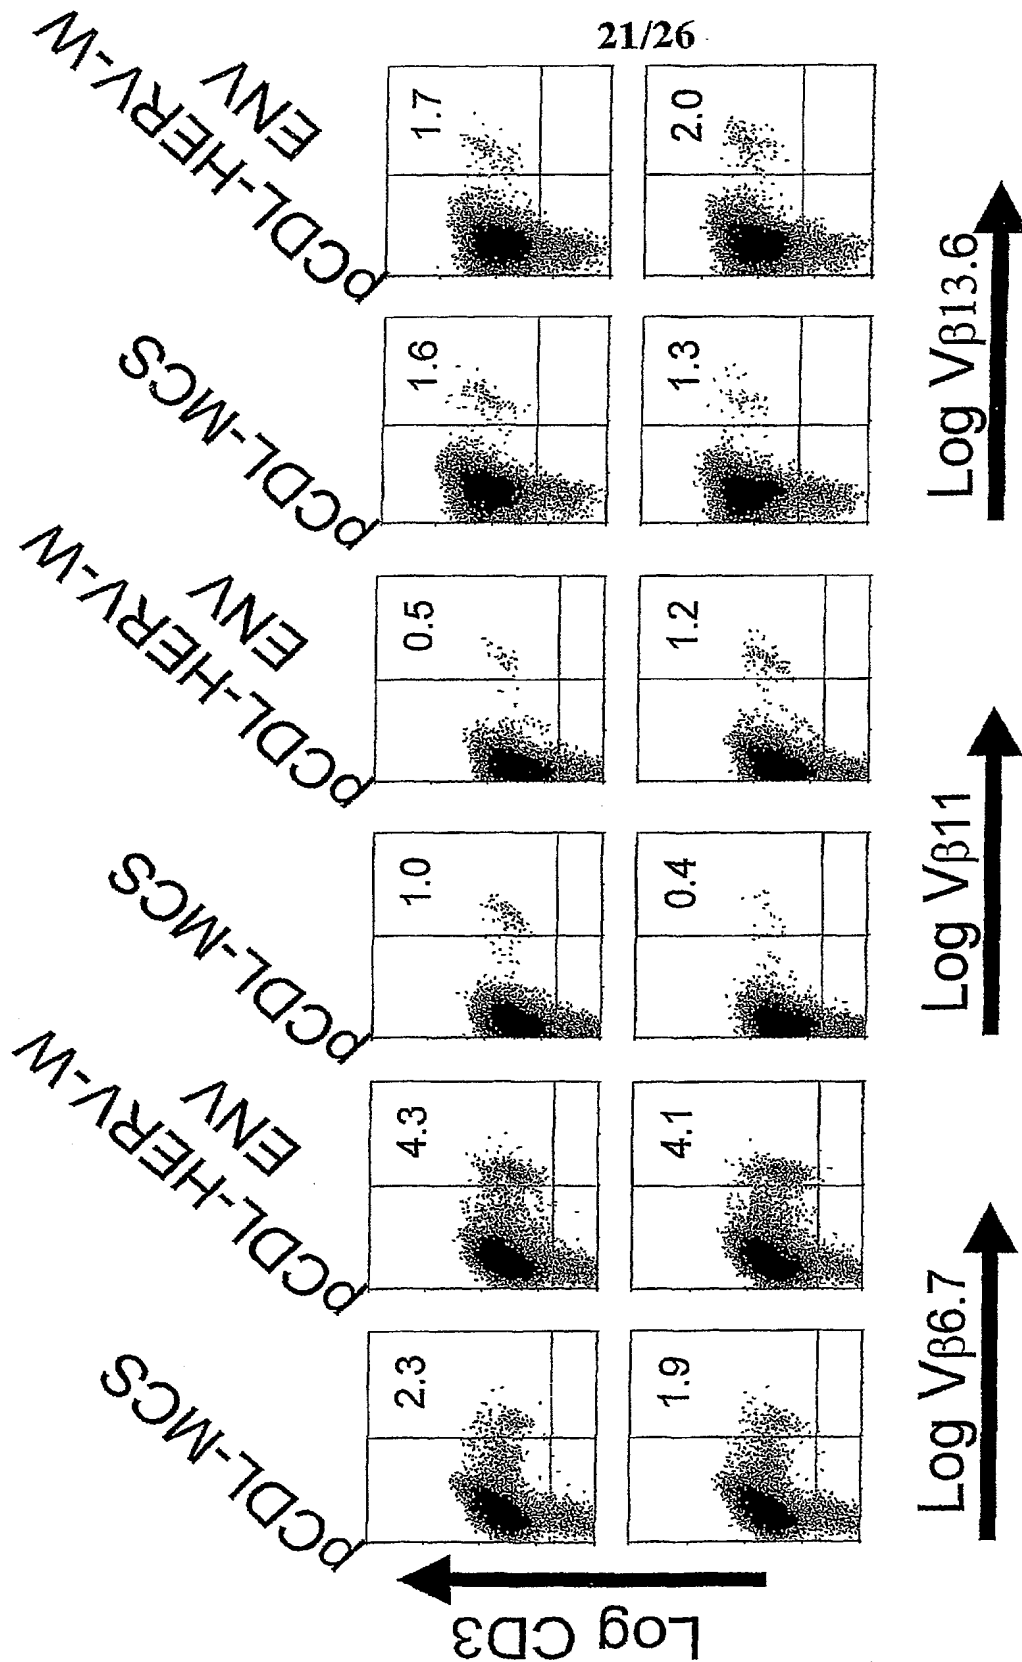 21/26
pCDL-MCS
pCDL-HERV-W
ENV
pCDL-MCS
pCDL-HERV-W
ENV
pCDL-MCS
pCDL-HERV-W
ENV
2.3
4.3
1.0
0.5
1.6
1.7
1.9
4.1
0.4
1.2
1.3
2.0
Log CD3
Log Vβ6.7
Log Vβ11
Log Vβ13.6